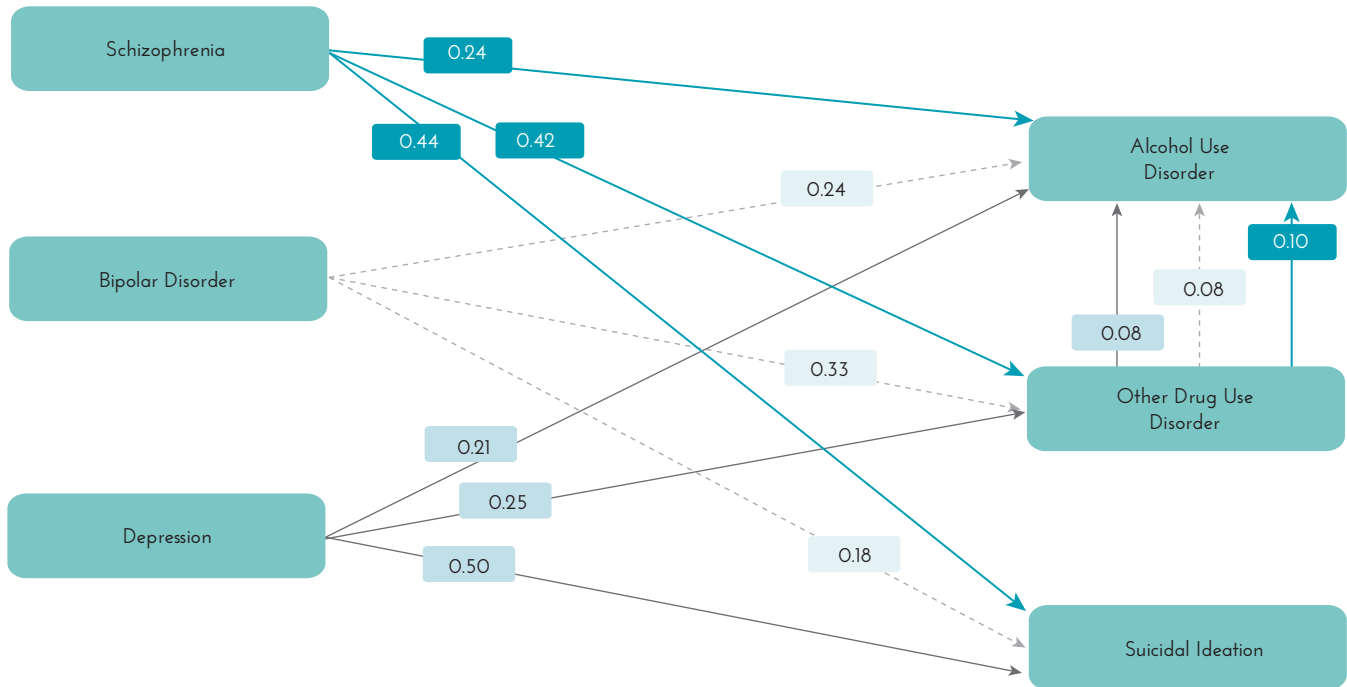 Schizophrenia
0.24
0.44
0.42
Alcohol Use
Disorder
0.24
0.10
Bipolar Disorder
0.08
0.08
0.33
Other Drug Use
Disorder
0.21
0.25
Depression
0.50
0.18
Suicidal Ideation